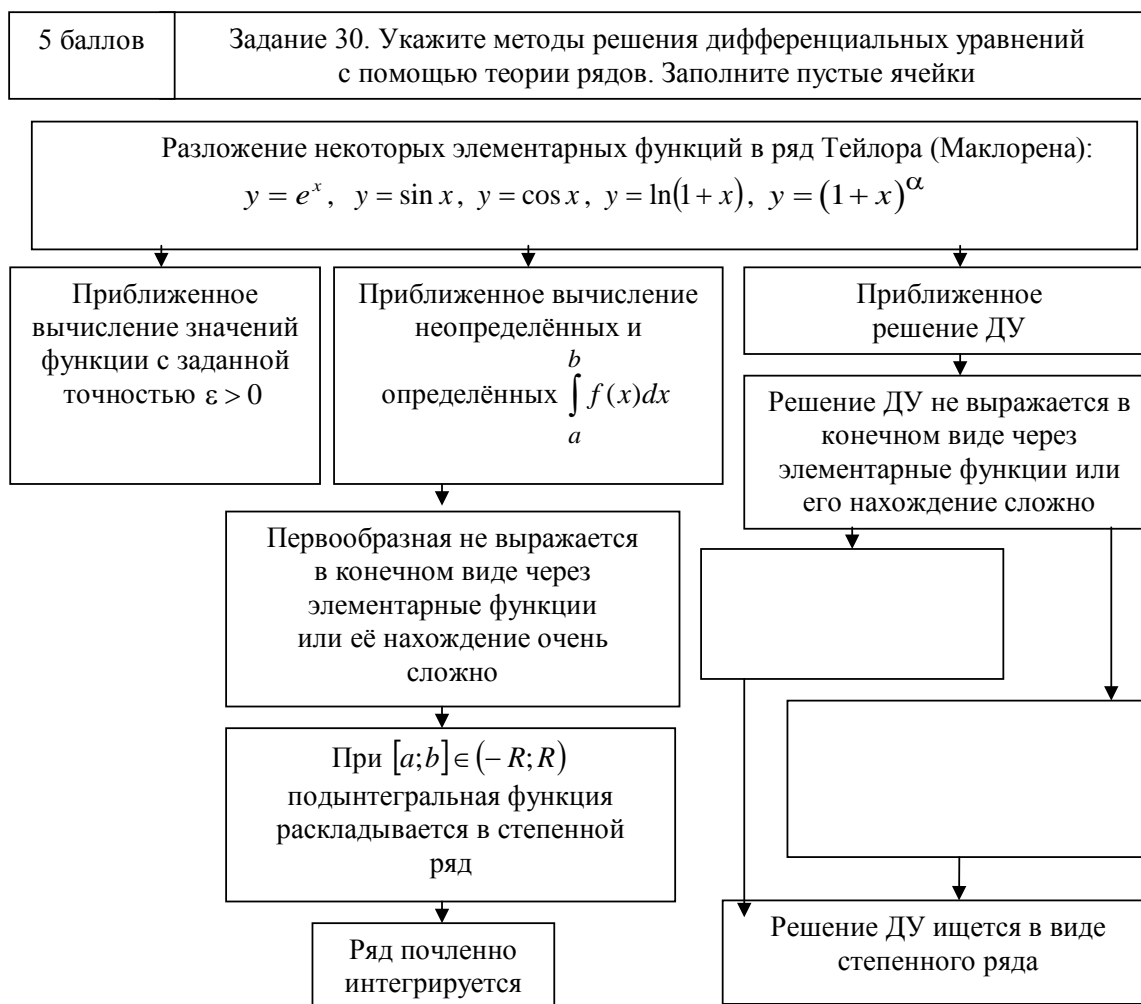 5 баллов
Задание 30. Укажите методы решения дифференциальных уравнений
с помощью теории рядов. Заполните пустые ячейки
Разложение некоторых элементарных функций в ряд Тейлора (Маклорена):
y = e^x, y = sin x, y = cos x, y = ln(1 + x), y = (1 + x)^α
Приближенное
вычисление значений
функции с заданной
точностью ε > 0
Приближенное вычисление
неопределённых и
определённых ∫_a^b f(x)dx
Приближенное
решение ДУ
Решение ДУ не выражается в
конечном виде через
элементарные функции или
его нахождение сложно
Первообразная не выражается
в конечном виде через
элементарные функции
или её нахождение очень
сложно
При [a;b] ∈ (− R; R)
подынтегральная функция
раскладывается в степенной
ряд
Ряд почленно
интегрируется
Решение ДУ ищется в виде
степенного ряда